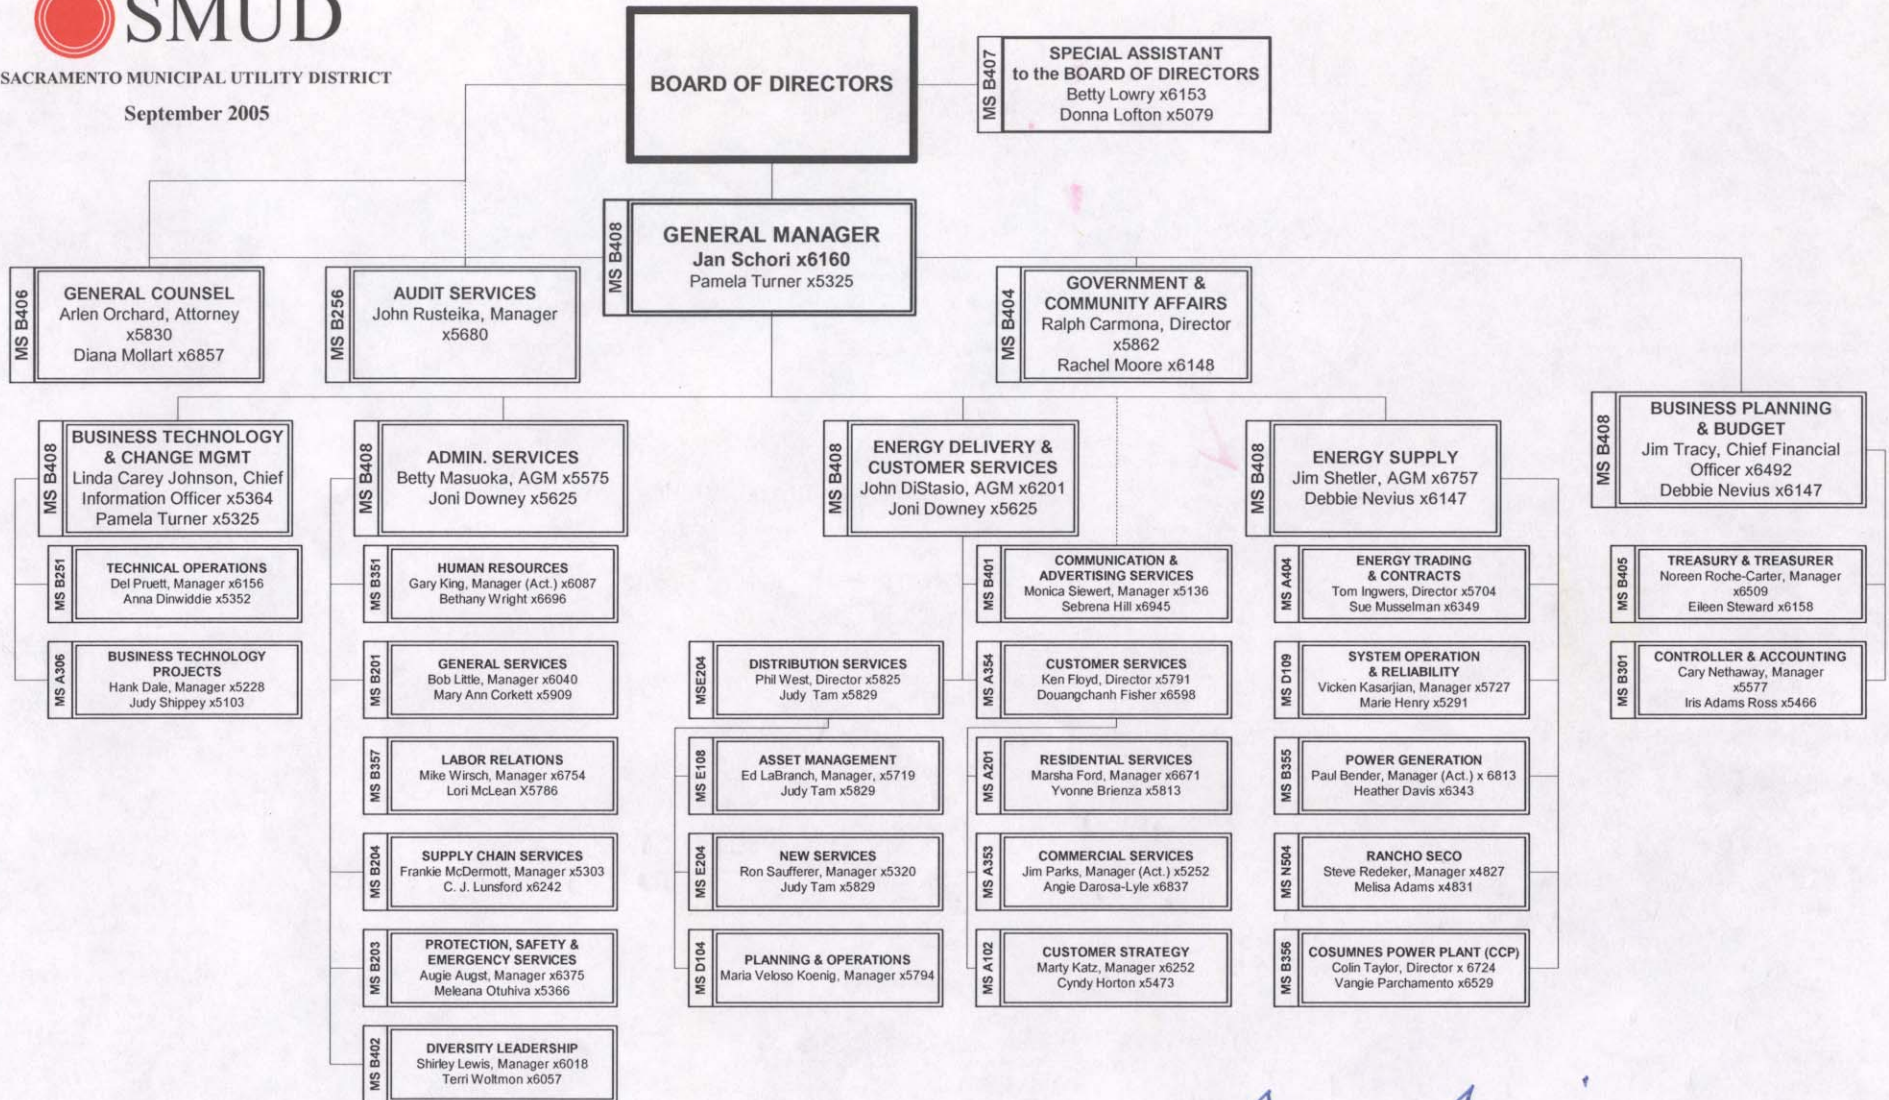 SMUD
SACRAMENTO MUNICIPAL UTILITY DISTRICT
September 2005
BOARD OF DIRECTORS
MS B407
SPECIAL ASSISTANT
to the BOARD OF DIRECTORS
Betty Lowry x6153
Donna Lofton x5079
MS B408
GENERAL MANAGER
Jan Schori x6160
Pamela Turner x5325
MS B406
GENERAL COUNSEL
Arlen Orchard, Attorney
x5830
Diana Mollart x6857
MS B256
AUDIT SERVICES
John Rusteika, Manager
x5680
MS B404
GOVERNMENT &
COMMUNITY AFFAIRS
Ralph Carmona, Director
x5862
Rachel Moore x6148
MS B408
BUSINESS TECHNOLOGY
& CHANGE MGMT
Linda Carey Johnson, Chief
Information Officer x5364
Pamela Turner x5325
MS B408
ADMIN. SERVICES
Betty Masuoka, AGM x5575
Joni Downey x5625
MS B408
ENERGY DELIVERY &
CUSTOMER SERVICES
John DiStasio, AGM x6201
Joni Downey x5625
MS B408
ENERGY SUPPLY
Jim Shetler, AGM x6757
Debbie Nevius x6147
MS B408
BUSINESS PLANNING
& BUDGET
Jim Tracy, Chief Financial
Officer x6492
Debbie Nevius x6147
MS B251
TECHNICAL OPERATIONS
Del Pruett, Manager x6156
Anna Dinwiddie x5352
MS B351
HUMAN RESOURCES
Gary King, Manager (Act.) x6087
Bethany Wright x6696
MS B401
COMMUNICATION &
ADVERTISING SERVICES
Monica Siewert, Manager x5136
Sebrena Hill x6945
MS A404
ENERGY TRADING
& CONTRACTS
Tom Ingwers, Director x5704
Sue Musselman x6349
MS B405
TREASURY & TREASURER
Noreen Roche-Carter, Manager
x6509
Eileen Steward x6158
MS A306
BUSINESS TECHNOLOGY
PROJECTS
Hank Dale, Manager x5228
Judy Shippey x5103
MS B201
GENERAL SERVICES
Bob Little, Manager x6040
Mary Ann Corkett x5909
MSE204
DISTRIBUTION SERVICES
Phil West, Director x5825
Judy Tam x5829
MS A354
CUSTOMER SERVICES
Ken Floyd, Director x5791
Douangchanh Fisher x6598
MS D109
SYSTEM OPERATION
& RELIABILITY
Vicken Kasarjian, Manager x5727
Marie Henry x5291
MS B301
CONTROLLER & ACCOUNTING
Cary Nethaway, Manager
x5577
Iris Adams Ross x5466
MS B357
LABOR RELATIONS
Mike Wirsch, Manager x6754
Lori McLean X5786
MS E108
ASSET MANAGEMENT
Ed LaBranch, Manager, x5719
Judy Tam x5829
MS A201
RESIDENTIAL SERVICES
Marsha Ford, Manager x6671
Yvonne Brienza x5813
MS B355
POWER GENERATION
Paul Bender, Manager (Act.) x 6813
Heather Davis x6343
MS B204
SUPPLY CHAIN SERVICES
Frankie McDermott, Manager x5303
C. J. Lunsford x6242
MS E204
NEW SERVICES
Ron Saufferer, Manager x5320
Judy Tam x5829
MS A353
COMMERCIAL SERVICES
Jim Parks, Manager (Act.) x5252
Angie Darosa-Lyle x6837
MS N504
RANCHO SECO
Steve Redeker, Manager x4827
Melisa Adams x4831
MS B203
PROTECTION, SAFETY &
EMERGENCY SERVICES
Augie Augst, Manager x6375
Meleana Otuhiva x5366
MS D104
PLANNING & OPERATIONS
Maria Veloso Koenig, Manager x5794
MS A102
CUSTOMER STRATEGY
Marty Katz, Manager x6252
Cyndy Horton x5473
MS B356
COSUMNES POWER PLANT (CCP)
Colin Taylor, Director x 6724
Vangie Parchamento x6529
MS B402
DIVERSITY LEADERSHIP
Shirley Lewis, Manager x6018
Terri Woltmon x6057